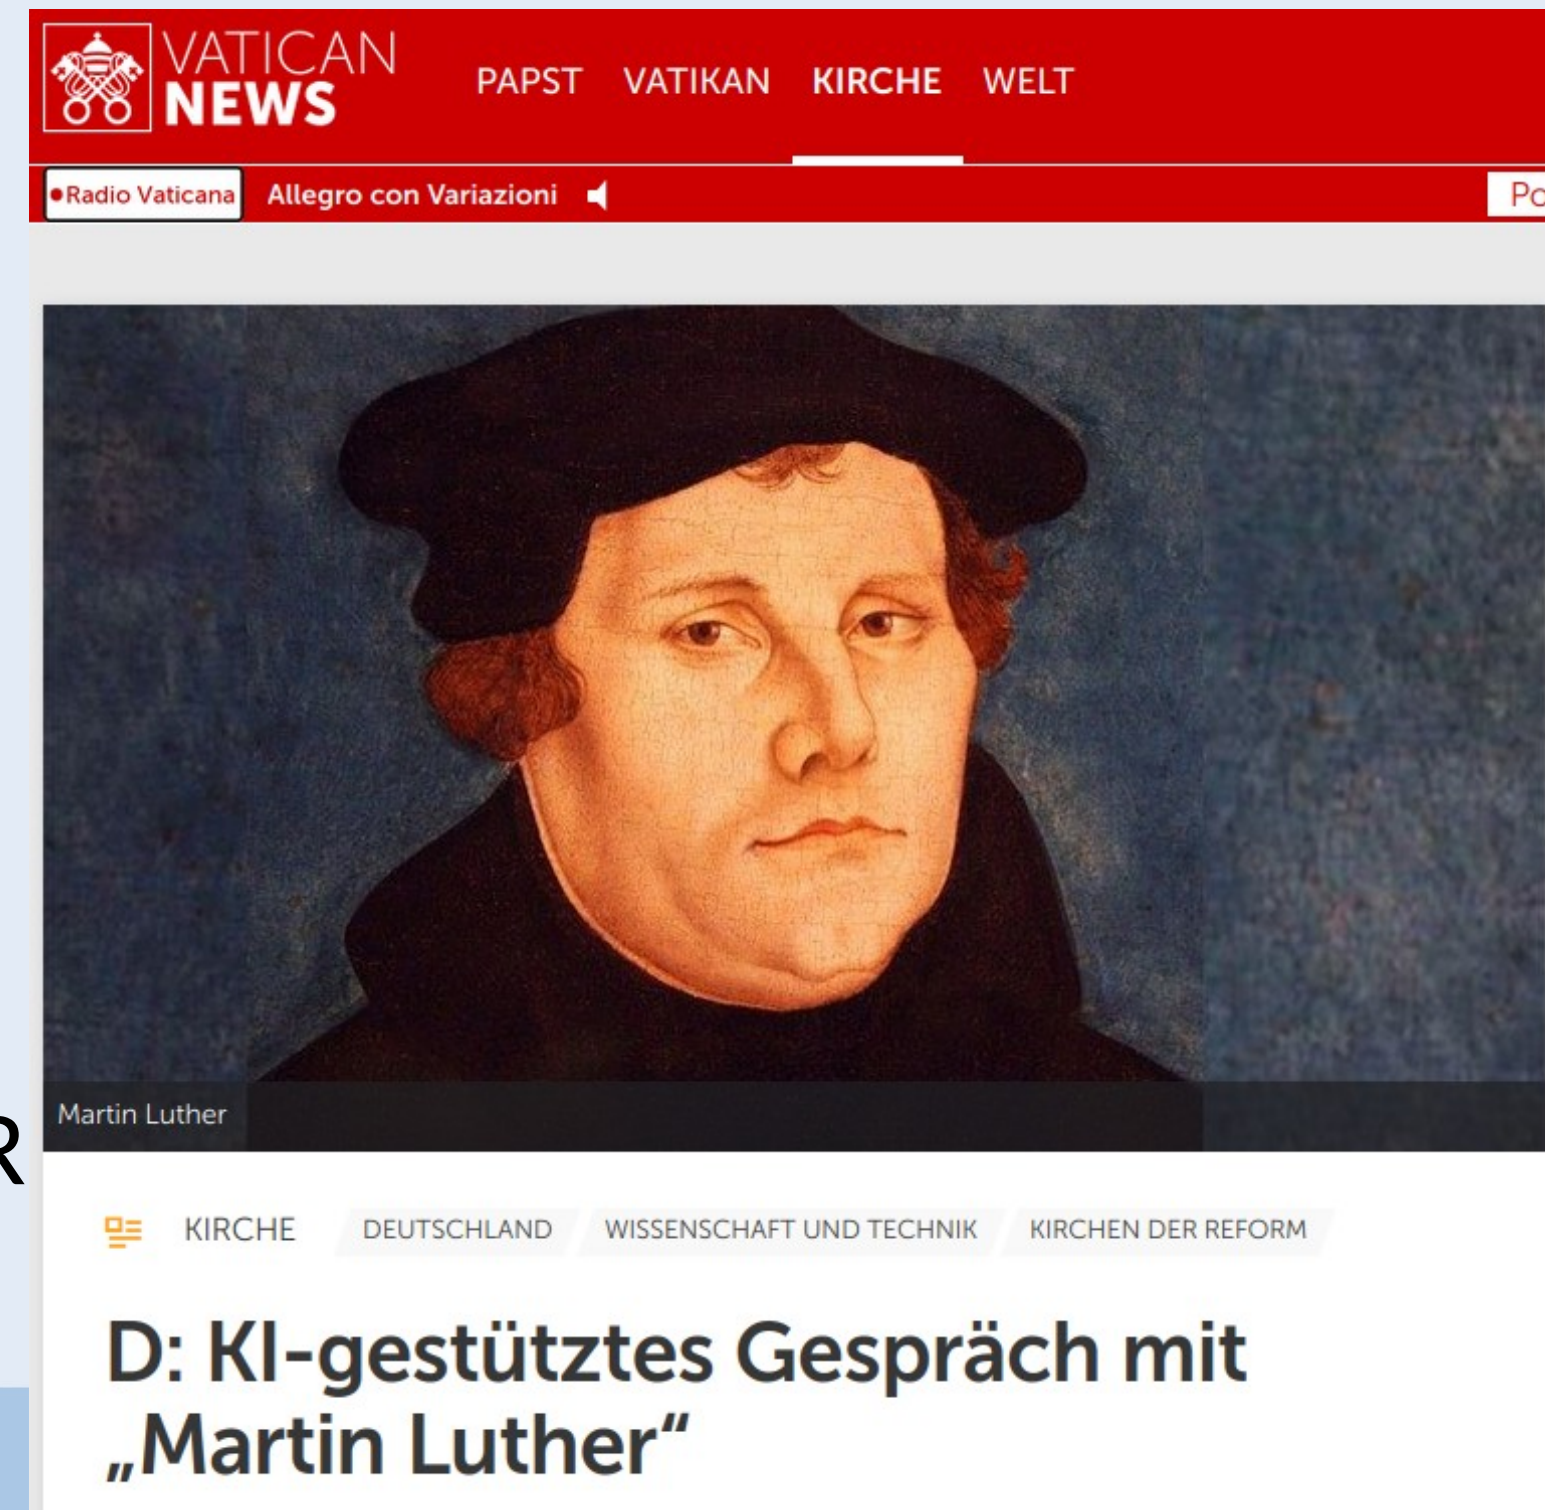 VATICAN
NEWS
PAPST VATIKAN KIRCHE WELT
•Radio Vaticana Allegro con Variazioni
Po
Martin Luther
R
KIRCHE DEUTSCHLAND WISSENSCHAFT UND TECHNIK KIRCHEN DER REFORM
D: KI-gestütztes Gespräch mit
„Martin Luther“